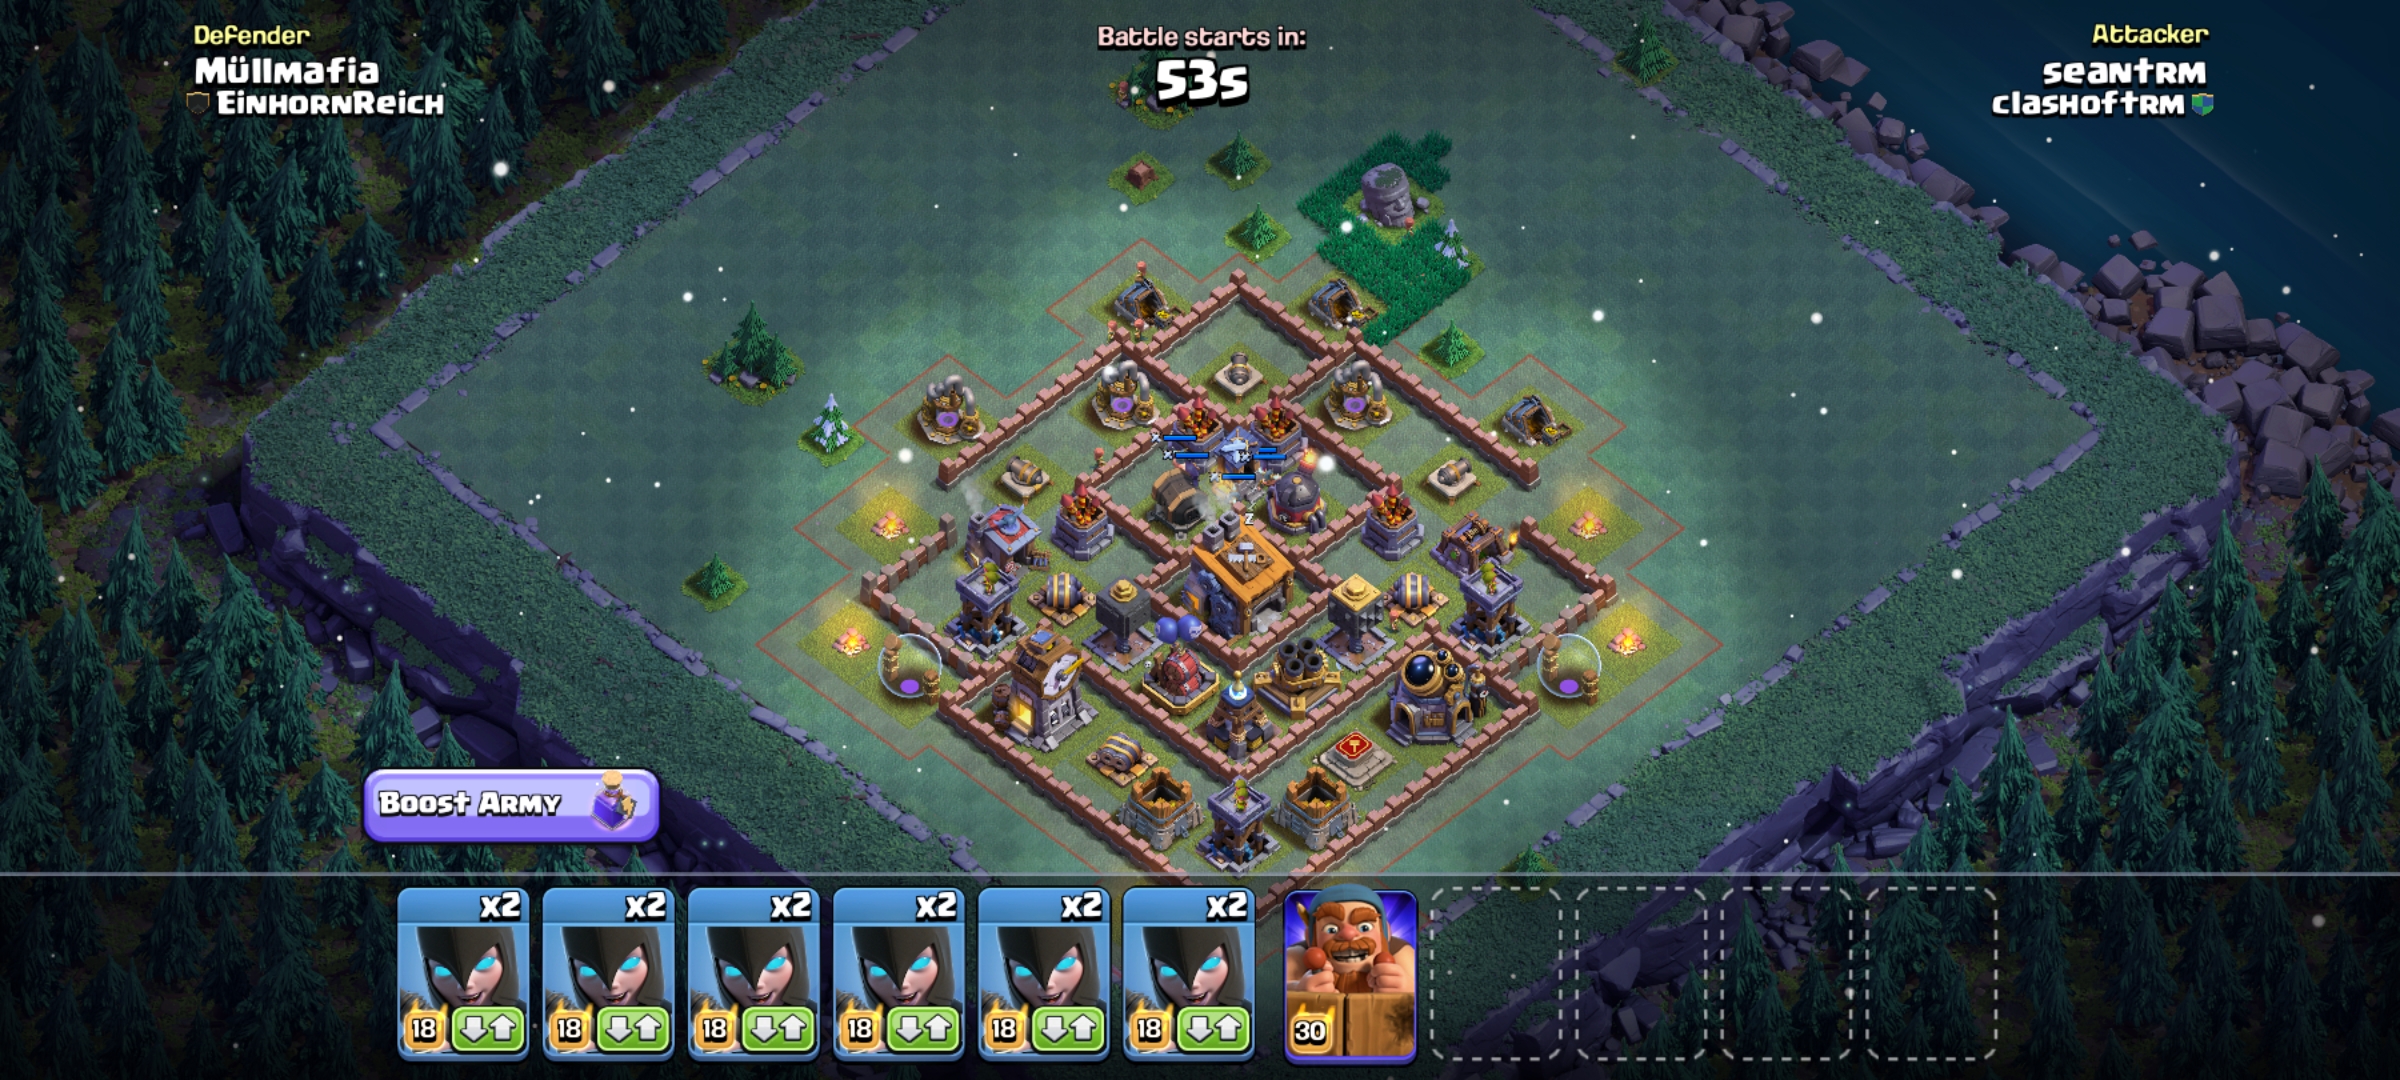 Defender
Müllmafia
EinhornReich
Battle starts in:
53s
Attacker
seantRM
clashoftRM
Boost Army
x2
x2
x2
x2
x2
x2
18
18
18
18
18
18
30
z